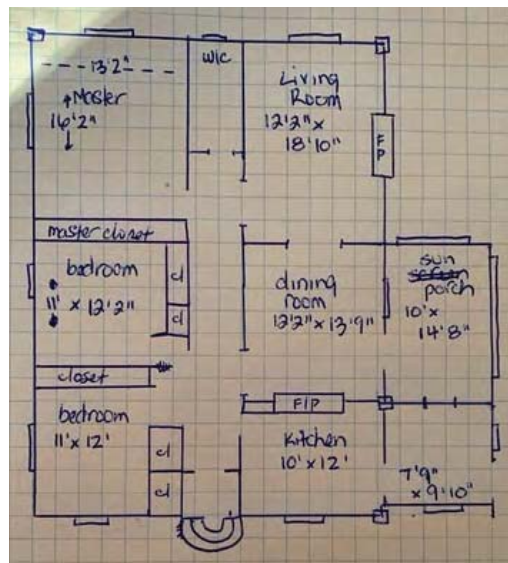 WIC
13'2"
Master
16'2"
Living
Room
12'2" x
18'10"
FP
master closet
bedroom
11' x 12'2"
cl
cl
dining
room
12'2" x 13'9"
sun
porch
10' x
14'8"
closet
bedroom
11' x 12'
cl
cl
F/P
Kitchen
10' x 12'
7'9"
x 9'10"